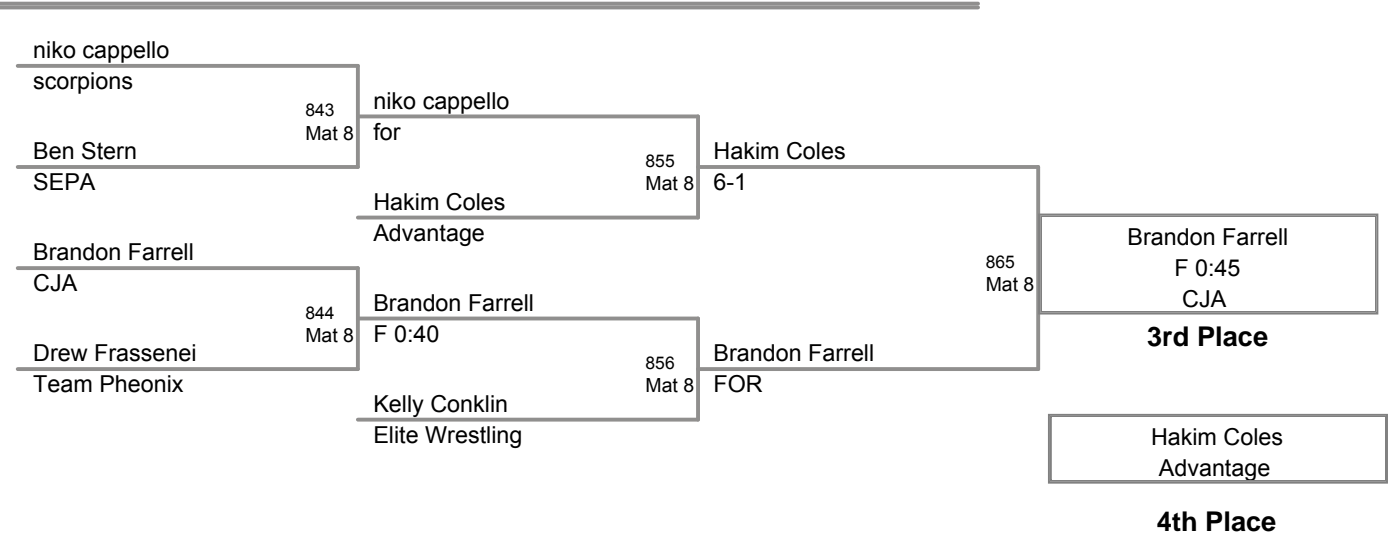 niko cappello
scorpions
843
Mat 8
Ben Stern
SEPA
Brandon Farrell
CJA
844
Mat 8
Drew Frassenei
Team Pheonix
niko cappello
for
855
Mat 8
Hakim Coles
Advantage
Brandon Farrell
F 0:40
856
Mat 8
Kelly Conklin
Elite Wrestling
Hakim Coles
6-1
865
Mat 8
Brandon Farrell
FOR
Brandon Farrell
F 0:45
CJA
3rd Place
Hakim Coles
Advantage
4th Place